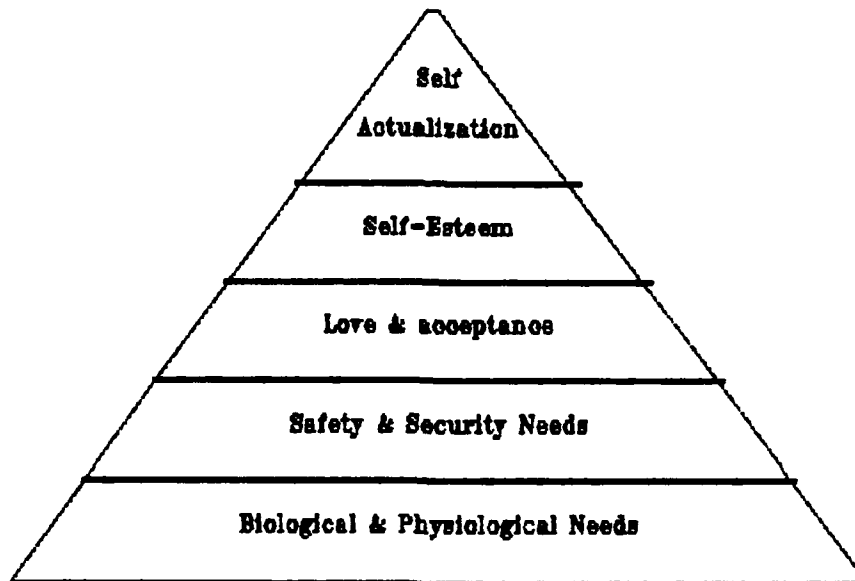 Self
Actualization
Self-Esteem
Love & acceptance
Safety & Security Needs
Biological & Physiological Needs